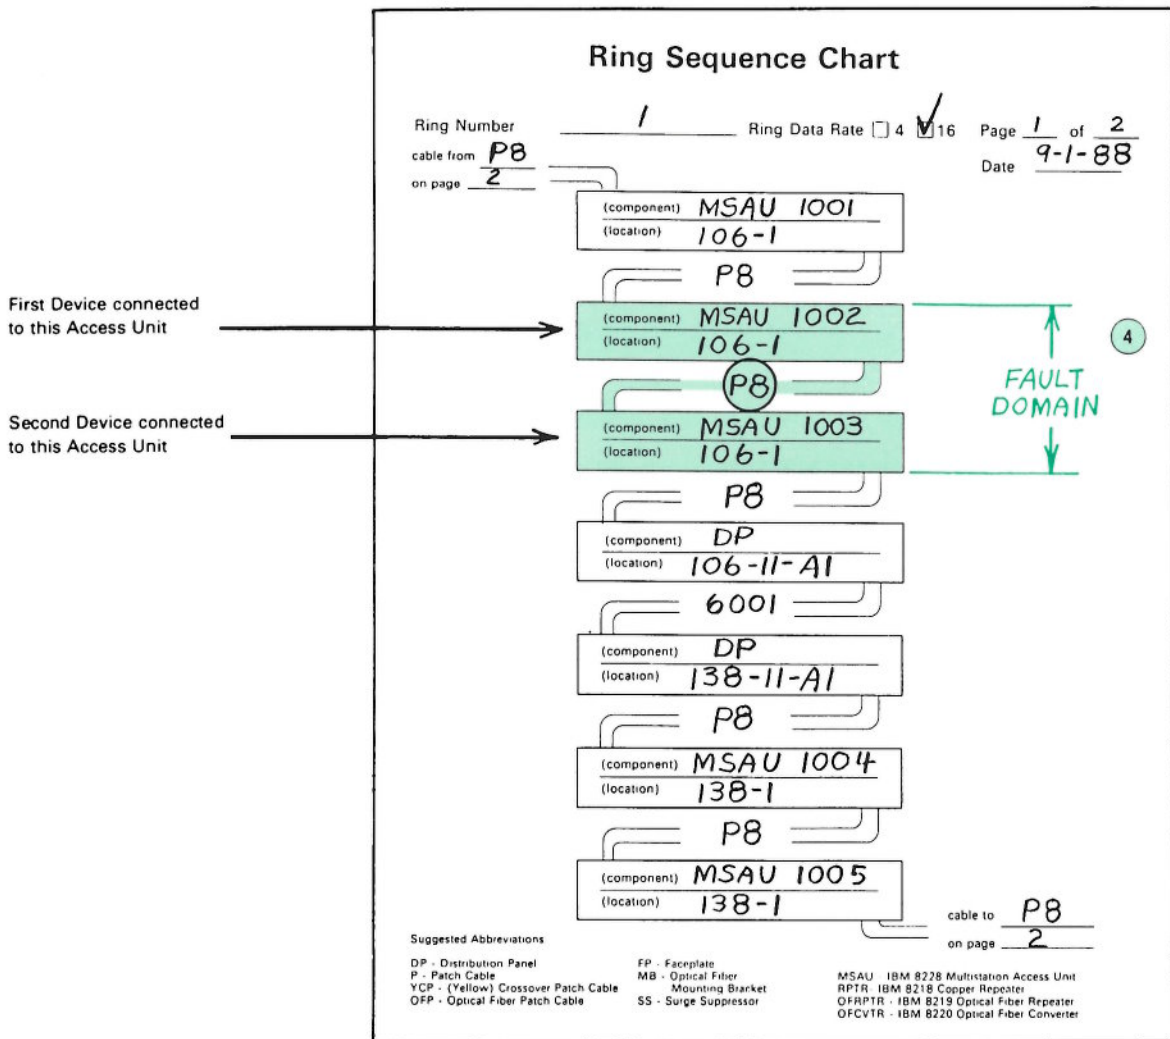 Ring Sequence Chart
Ring Number 1 Ring Data Rate 4 16 Page 1 of 2
cable from P8
on page 2
Date 9-1-88
(component) MSAU 1001
(location) 106-1
P8
First Device connected
to this Access Unit
(component) MSAU 1002
(location) 106-1
4
P8
FAULT
DOMAIN
Second Device connected
to this Access Unit
(component) MSAU 1003
(location) 106-1
P8
(component) DP
(location) 106-11-A1
6001
(component) DP
(location) 138-11-A1
P8
(component) MSAU 1004
(location) 138-1
P8
(component) MSAU 1005
(location) 138-1
cable to P8
on page 2
Suggested Abbreviations
DP - Distribution Panel
P - Patch Cable
YCP - (Yellow) Crossover Patch Cable
OFP - Optical Fiber Patch Cable
FP - Faceplate
MB - Optical Fiber
Mounting Bracket
SS - Surge Suppressor
MSAU - IBM 8228 Multistation Access Unit
RPTR - IBM 8218 Copper Repeater
OFRPTR - IBM 8219 Optical Fiber Repeater
OFCVTR - IBM 8220 Optical Fiber Converter